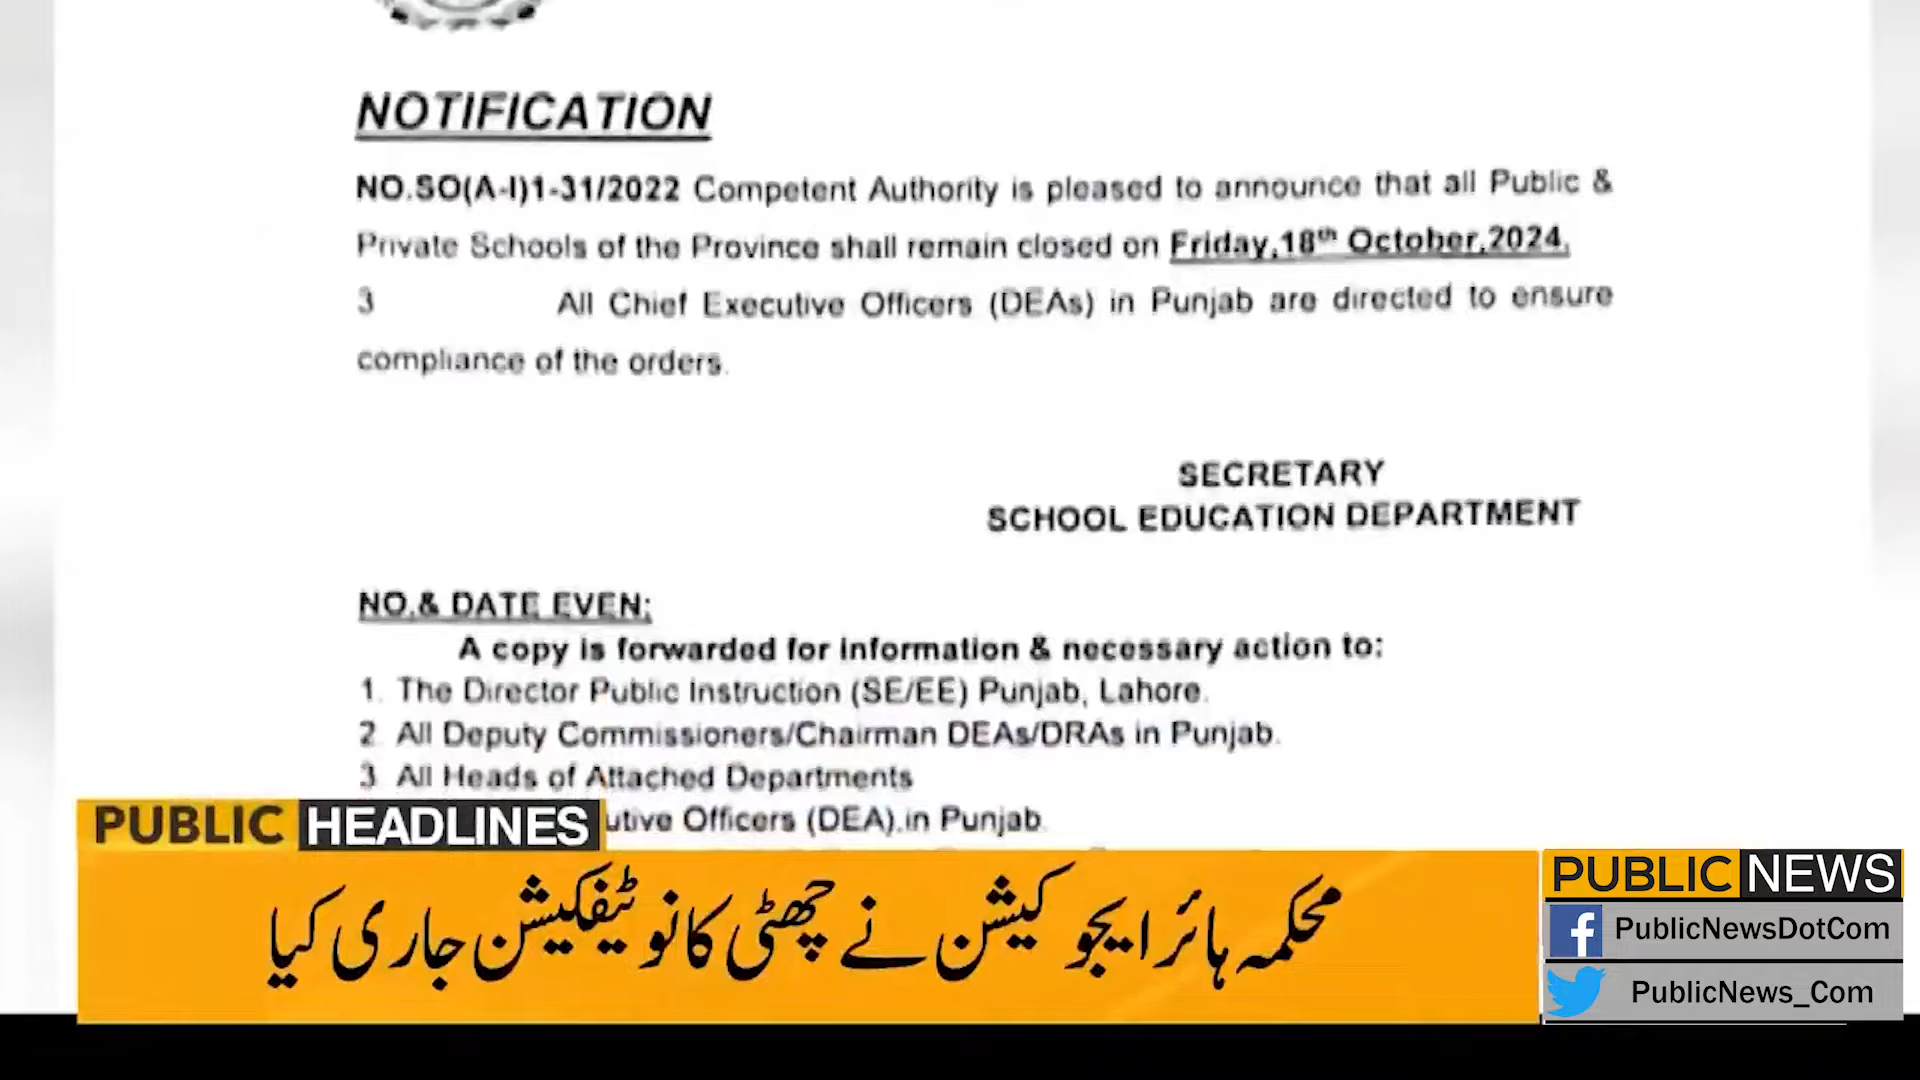 NOTIFICATION
NO.SO(A-I)1-31/2022 Competent Authority is pleased to announce that all Public &
Private Schools of the Province shall remain closed on Friday,18th October,2024.
3 All Chief Executive Officers (DEAs) in Punjab are directed to ensure
compliance of the orders.
SECRETARY
SCHOOL EDUCATION DEPARTMENT
NO.& DATE EVEN:
A copy is forwarded for information & necessary action to:
1. The Director Public Instruction (SE/EE) Punjab, Lahore.
2. All Deputy Commissioners/Chairman DEAs/DRAs in Punjab.
3 All Heads of Attached Departments
utive Officers (DEA).in Punjab.
PUBLIC HEADLINES
محکمہ ہائر ایجوکیشن نے چھٹی کا نوٹیفکیشن جاری کیا
PUBLIC NEWS
PublicNewsDotCom
PublicNews_Com